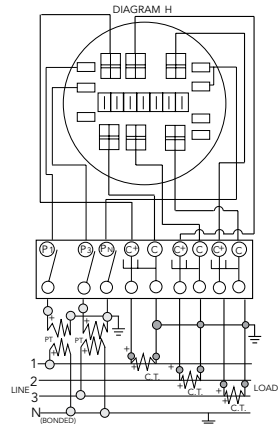 DIAGRAM H
P1 P3 PN C+ C C+ C C+ C
+ +
PT PT
+ + + +
1
C.T.
2
LINE 3 C.T. LOAD
N C.T.
(BONDED)